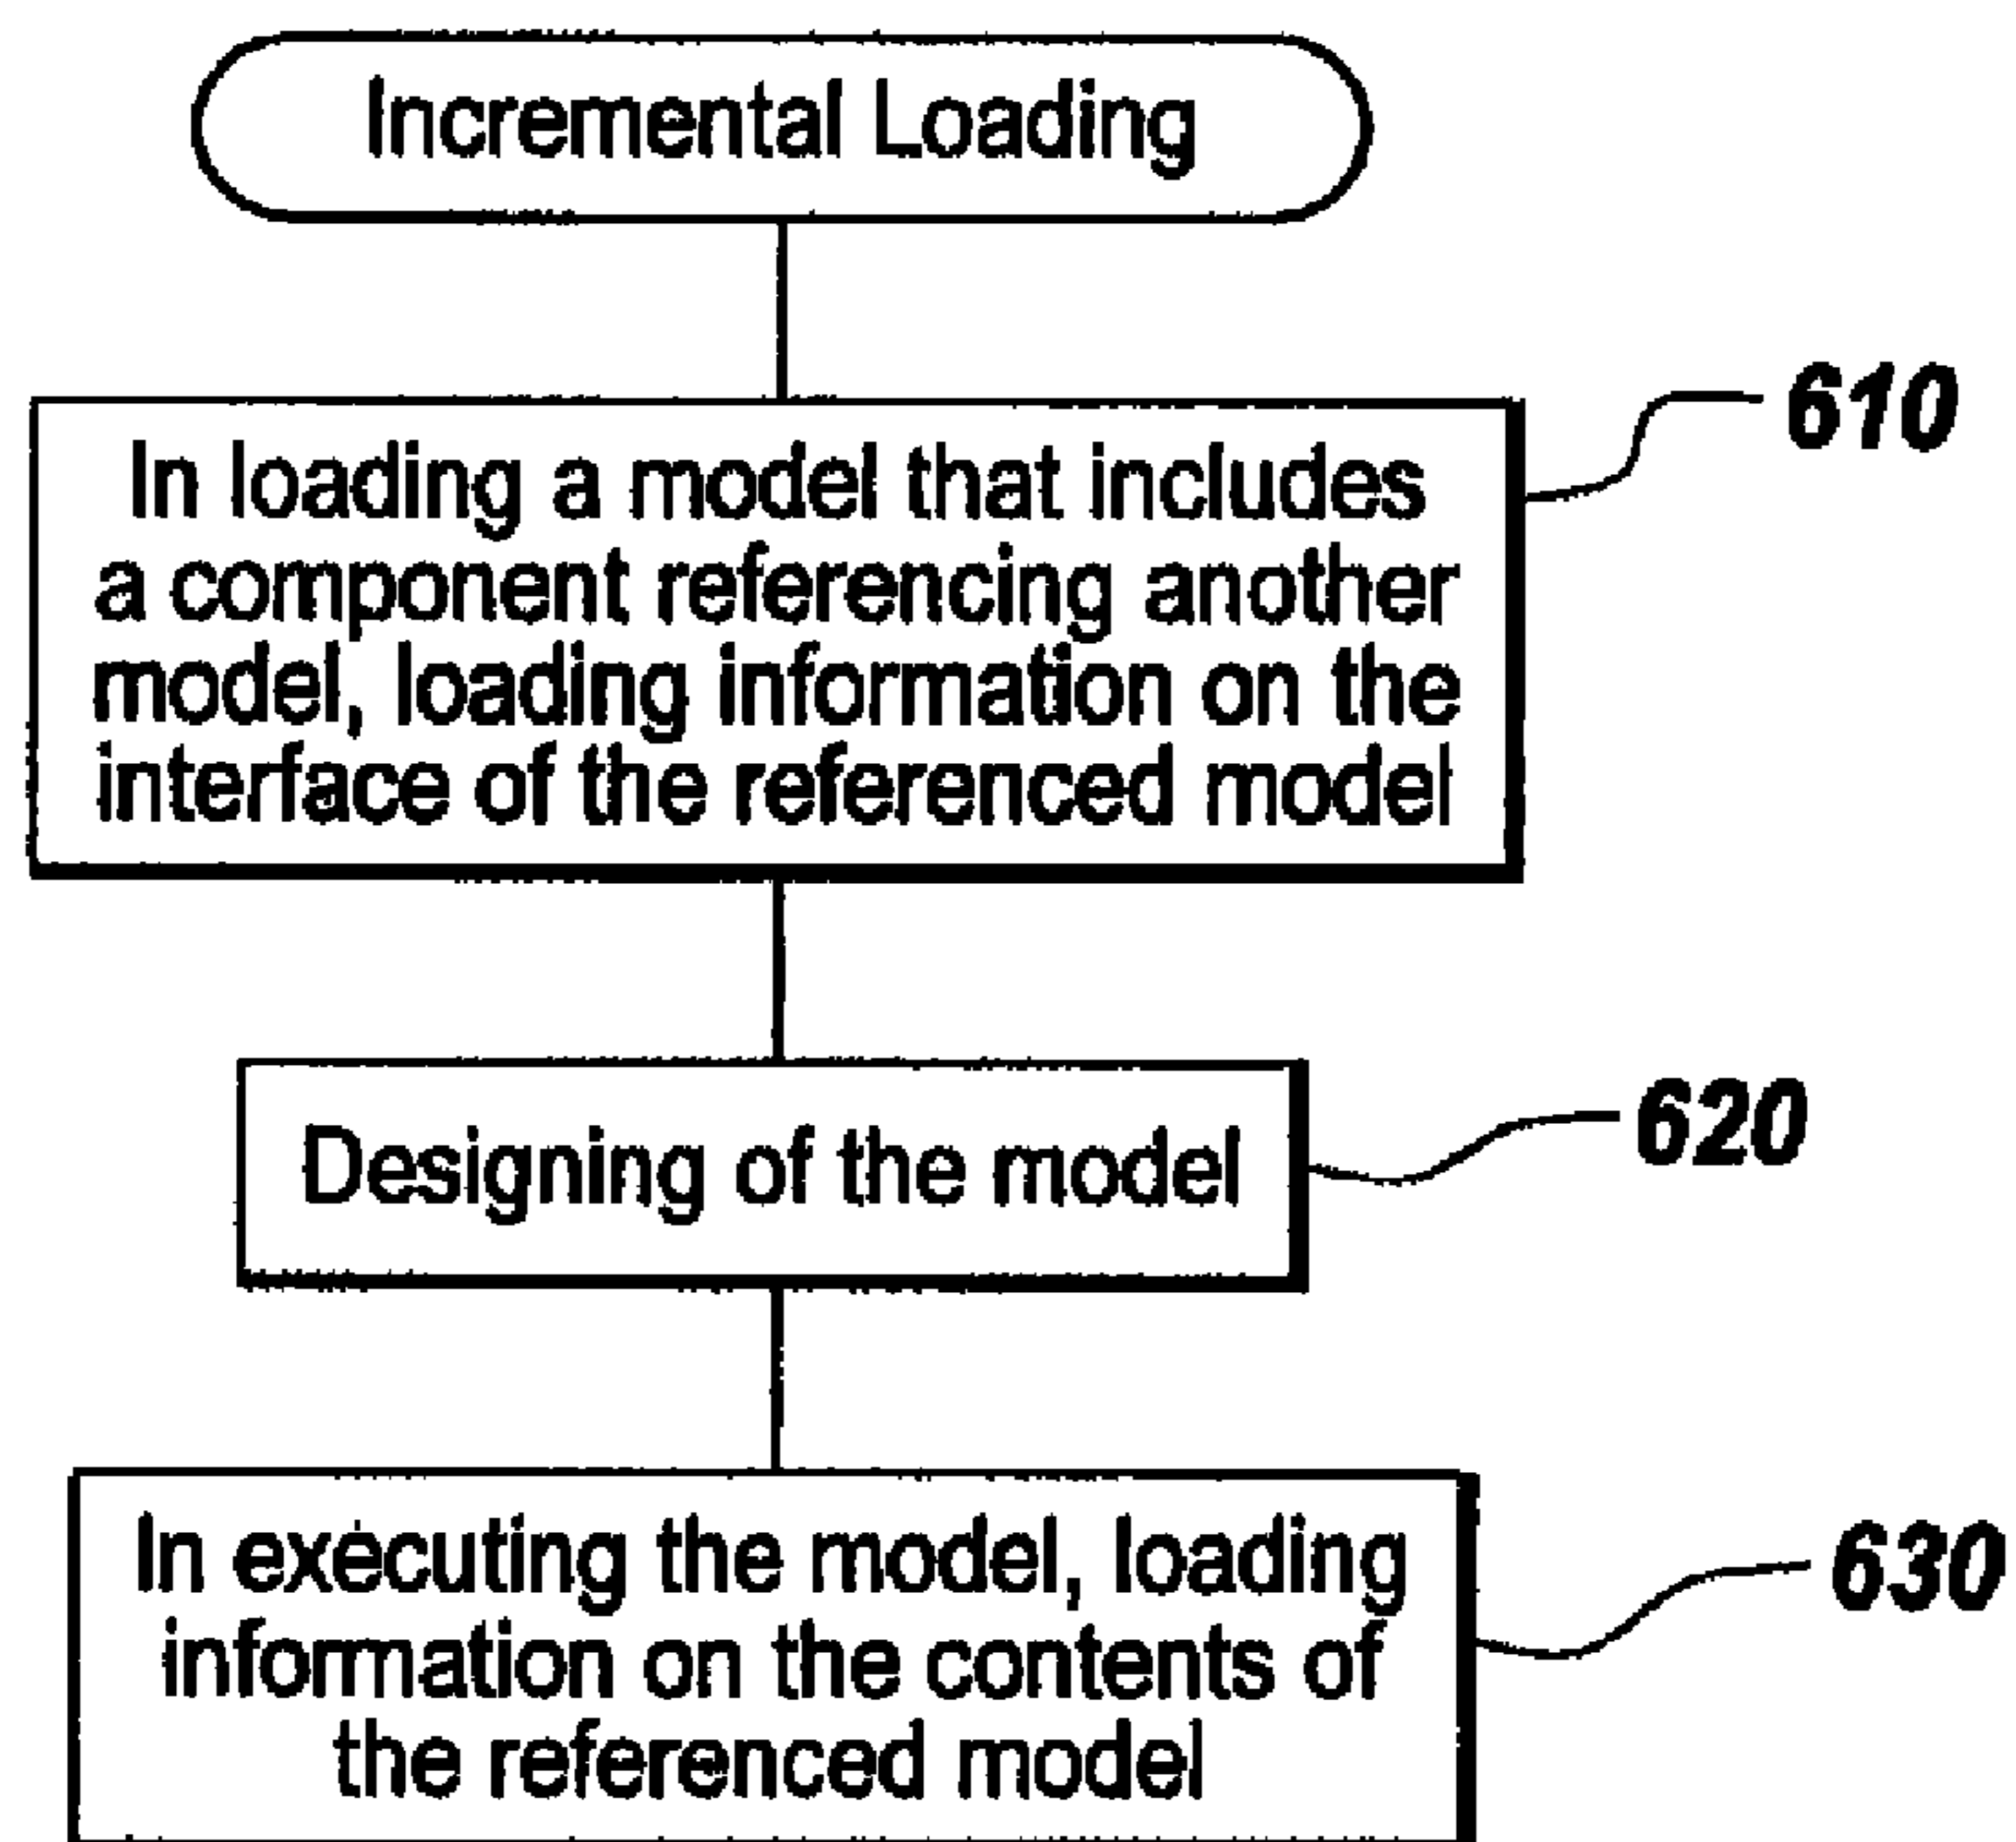 Incremental Loading
610
In loading a model that includes
a component referencing another
model, loading information on the
interface of the referenced model
620
Designing of the model
630
In executing the model, loading
information on the contents of
the referenced model